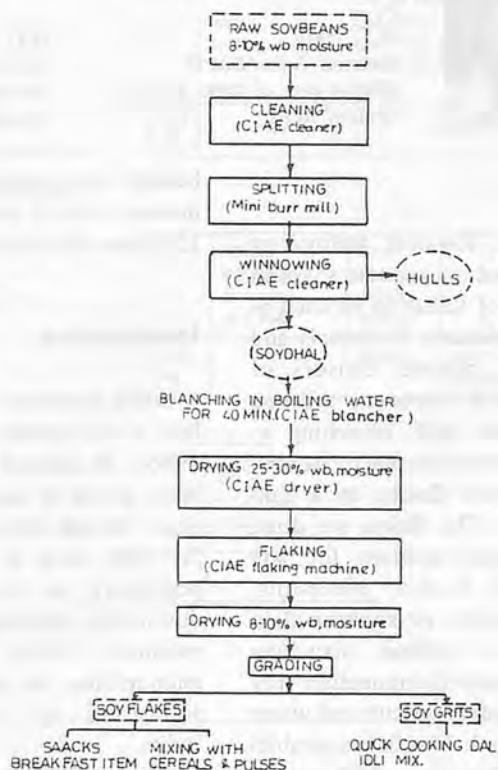 RAW SOYBEANS
8-10% wb moisture
CLEANING
(CIAE cleaner)
SPLITTING
(Mini burr mill)
WINNOWING
(CIAE cleaner)
HULLS
SOYDHAL
BLANCHING IN BOILING WATER
FOR 40 MIN.(CIAE blancher)
DRYING 25-30% wb, moisture
(CIAE dryer)
FLAKING
(CIAE flaking machine)
DRYING 8-10% wb, mositure
GRADING
SOY FLAKES
SOY GRITS
SAACKS
BREAKFAST ITEM
MIXING WITH
CEREALS & PULSES
QUICK COOKING DAL
IDLI MIX.